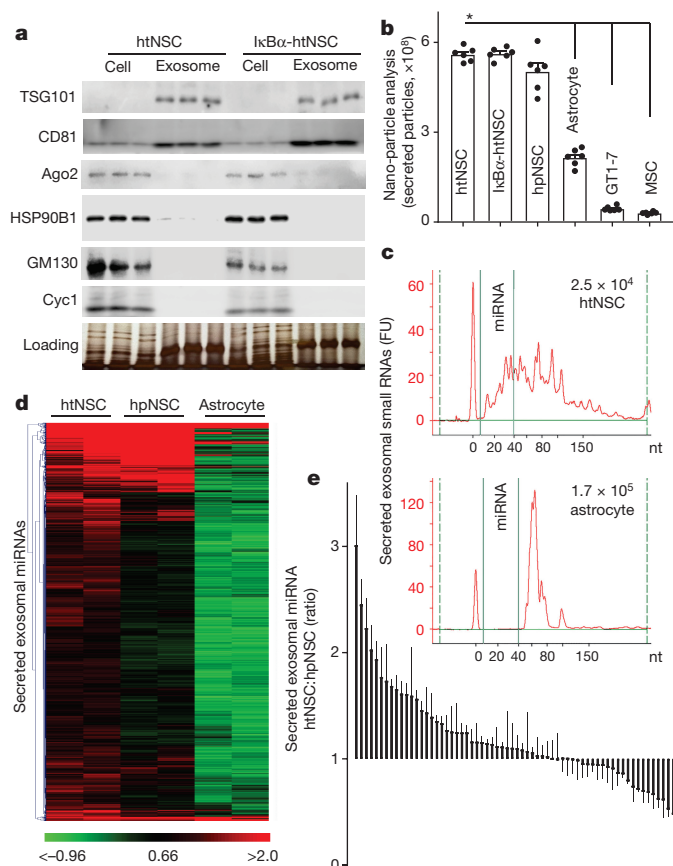 a
htNSC IκBα-htNSC
Cell Exosome Cell Exosome
TSG101
CD81
Ago2
HSP90B1
GM130
Cyc1
Loading
b
Nano-particle analysis
(secreted particles, ×10⁸)
6
3
0
*
htNSC
IκBα-htNSC
hpNSC
Astrocyte
GT1-7
MSC
c
Secreted exosomal small RNAs (FU)
60
40
20
0
miRNA
2.5 × 10⁴
htNSC
0 20 40 80 150 nt
120
80
40
0
miRNA
1.7 × 10⁵
astrocyte
0 20 40 80 150 nt
d
htNSC hpNSC Astrocyte
Secreted exosomal miRNAs
<–0.96 0.66 >2.0
e
Secreted exosomal miRNA
htNSC:hpNSC (ratio)
3
2
1
0